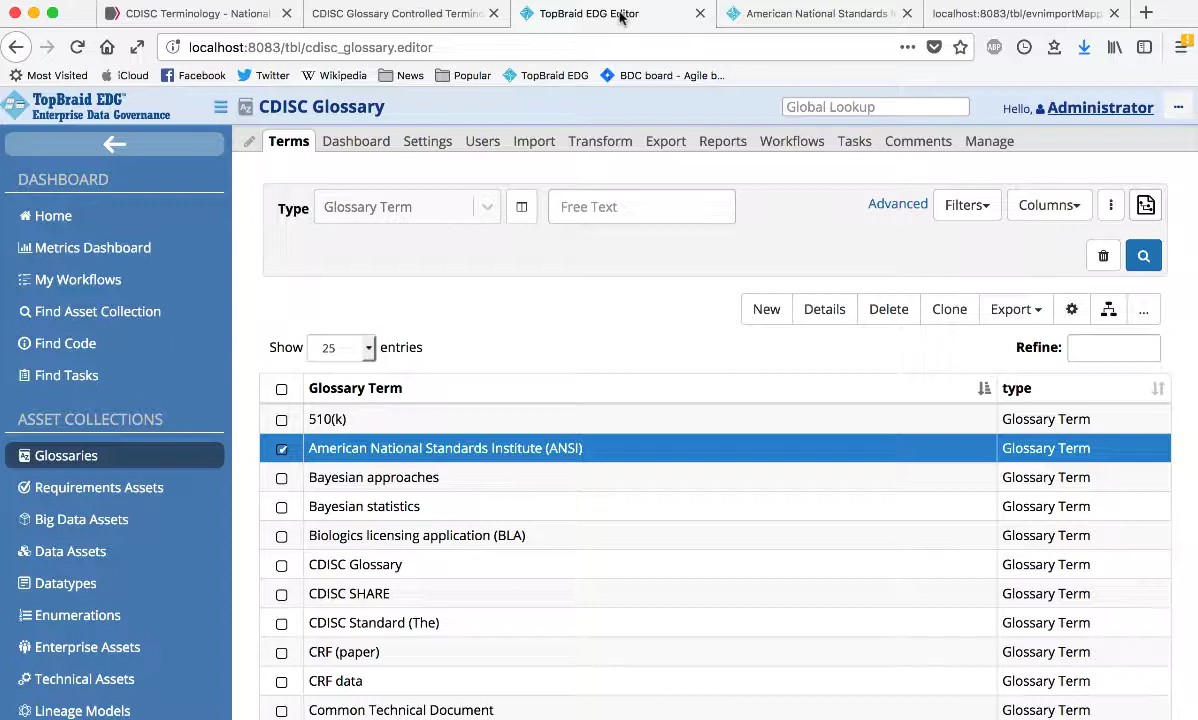 CDISC Terminology - National
CDISC Glossary Controlled Termin
TopBraid EDG Editor
American National Standards
localhost:8083/tbl/evnimportMapp
localhost:8083/tbl/cdisc_glossary.editor
Most Visited iCloud Facebook Twitter Wikipedia News Popular TopBraid EDG BDC board - Agile b...
TopBraid EDG™
Enterprise Data Governance
CDISC Glossary
Global Lookup
Hello, Administrator
Terms Dashboard Settings Users Import Transform Export Reports Workflows Tasks Comments Manage
DASHBOARD
Home
Metrics Dashboard
My Workflows
Find Asset Collection
Find Code
Find Tasks
ASSET COLLECTIONS
Glossaries
Requirements Assets
Big Data Assets
Data Assets
Datatypes
Enumerations
Enterprise Assets
Technical Assets
Lineage Models
Type Glossary Term Free Text Advanced Filters Columns
New Details Delete Clone Export ...
Show 25 entries Refine:
Glossary Term type
510(k) Glossary Term
American National Standards Institute (ANSI) Glossary Term
Bayesian approaches Glossary Term
Bayesian statistics Glossary Term
Biologics licensing application (BLA) Glossary Term
CDISC Glossary Glossary Term
CDISC SHARE Glossary Term
CDISC Standard (The) Glossary Term
CRF (paper) Glossary Term
CRF data Glossary Term
Common Technical Document Glossary Term